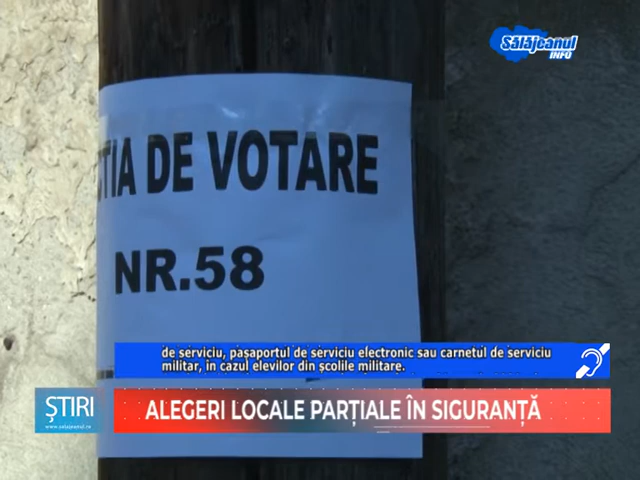 Sălăjeanul
INFO
ȚIA DE VOTARE
NR.58
de serviciu, pașaportul de serviciu electronic sau carnetul de serviciu
militar, în cazul elevilor din școlile militare.
ȘTIRI
www.salajeanul.ro
ALEGERI LOCALE PARȚIALE ÎN SIGURANȚĂ